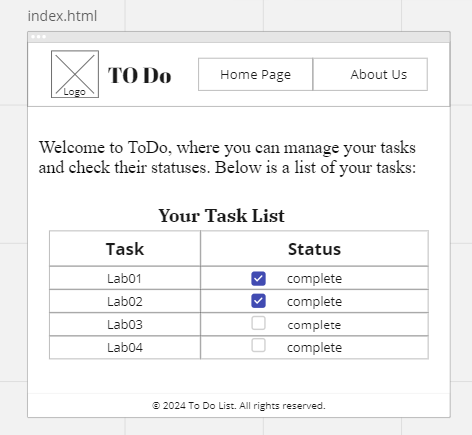 index.html
Logo TO Do Home Page About Us
Welcome to ToDo, where you can manage your tasks
and check their statuses. Below is a list of your tasks:
Your Task List
Task Status
Lab01 complete
Lab02 complete
Lab03 complete
Lab04 complete
© 2024 To Do List. All rights reserved.